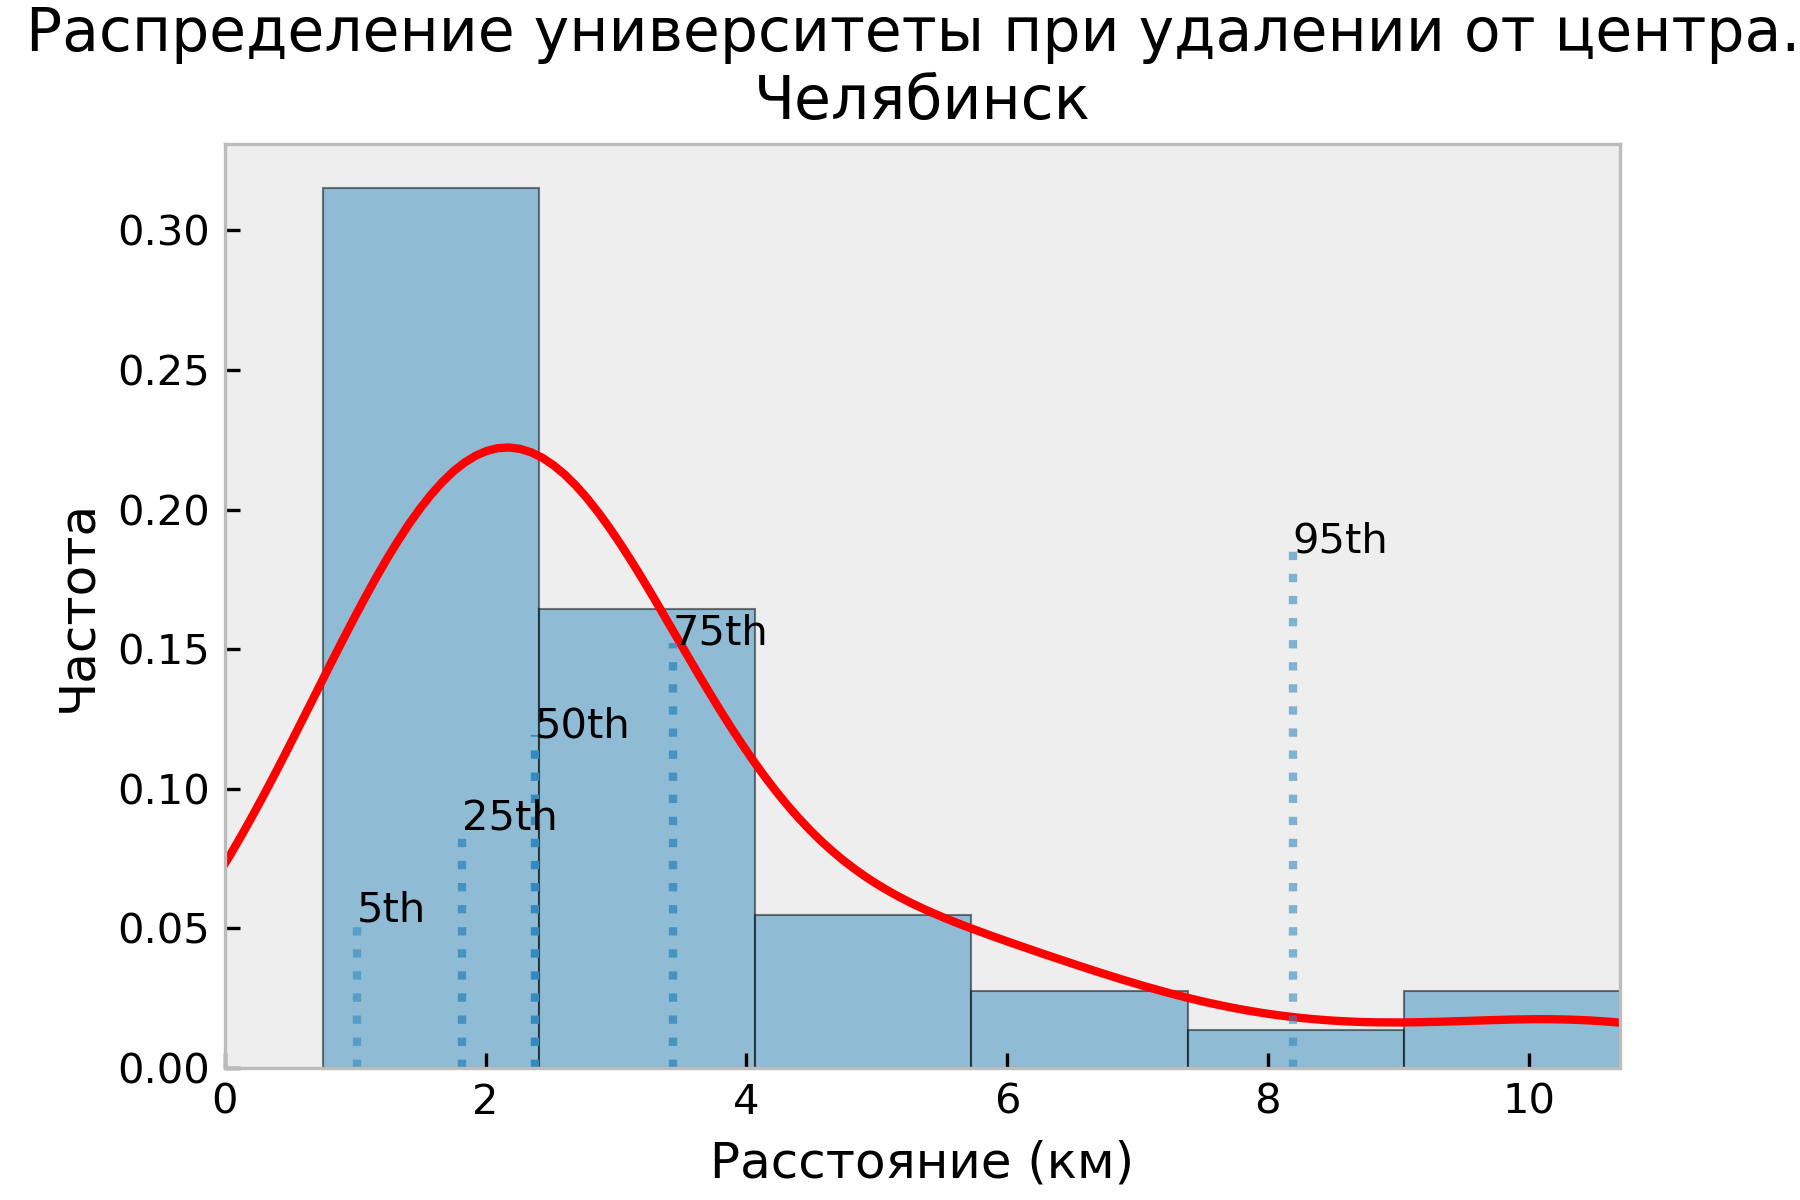 Распределение университеты при удалении от центра.
Челябинск
0.30
0.25
0.20
0.15
0.10
0.05
0.00
Частота
95th
75th
50th
25th
5th
0 2 4 6 8 10
Расстояние (км)